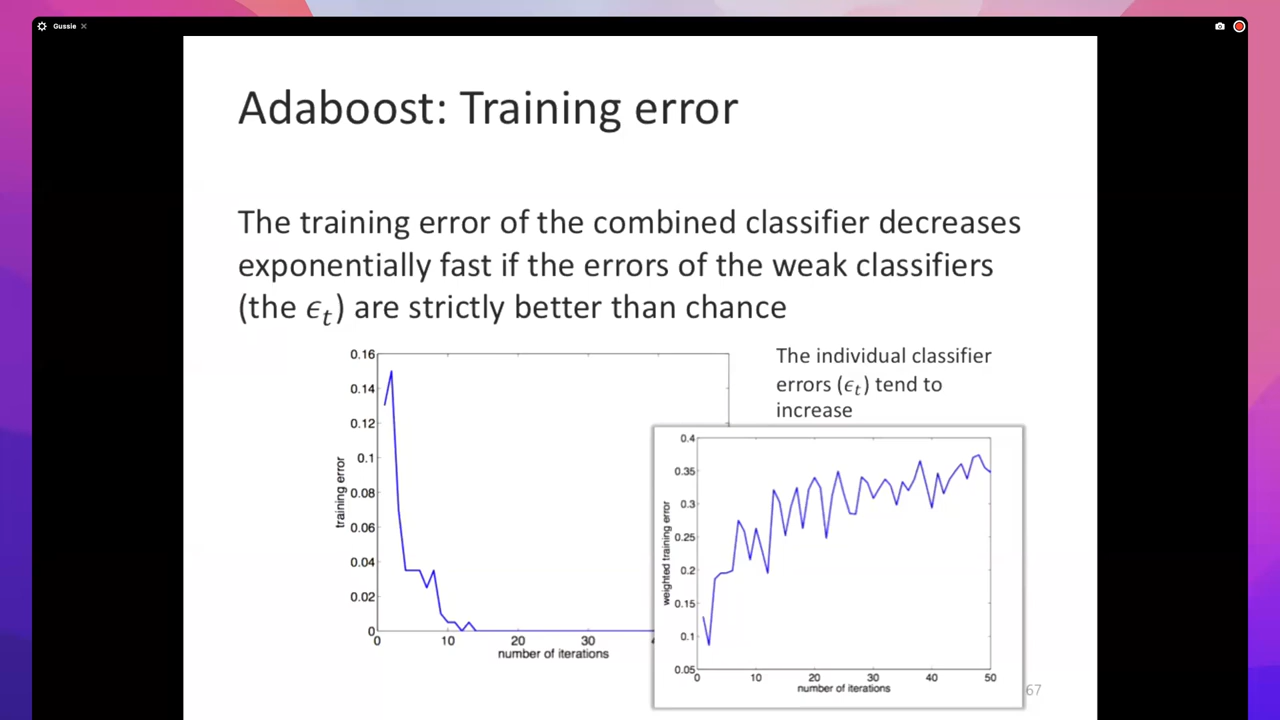 Gussie
Adaboost: Training error
The training error of the combined classifier decreases
exponentially fast if the errors of the weak classifiers
(the ϵt) are strictly better than chance
The individual classifier
errors (ϵt) tend to
increase
0.16
0.14
0.12
0.1
0.08
0.06
0.04
0.02
0
training error
0
10
20
30
number of iterations
0.4
0.35
0.3
0.25
0.2
0.15
0.1
0.05
weighted training error
0
10
20
30
40
50
number of iterations
67